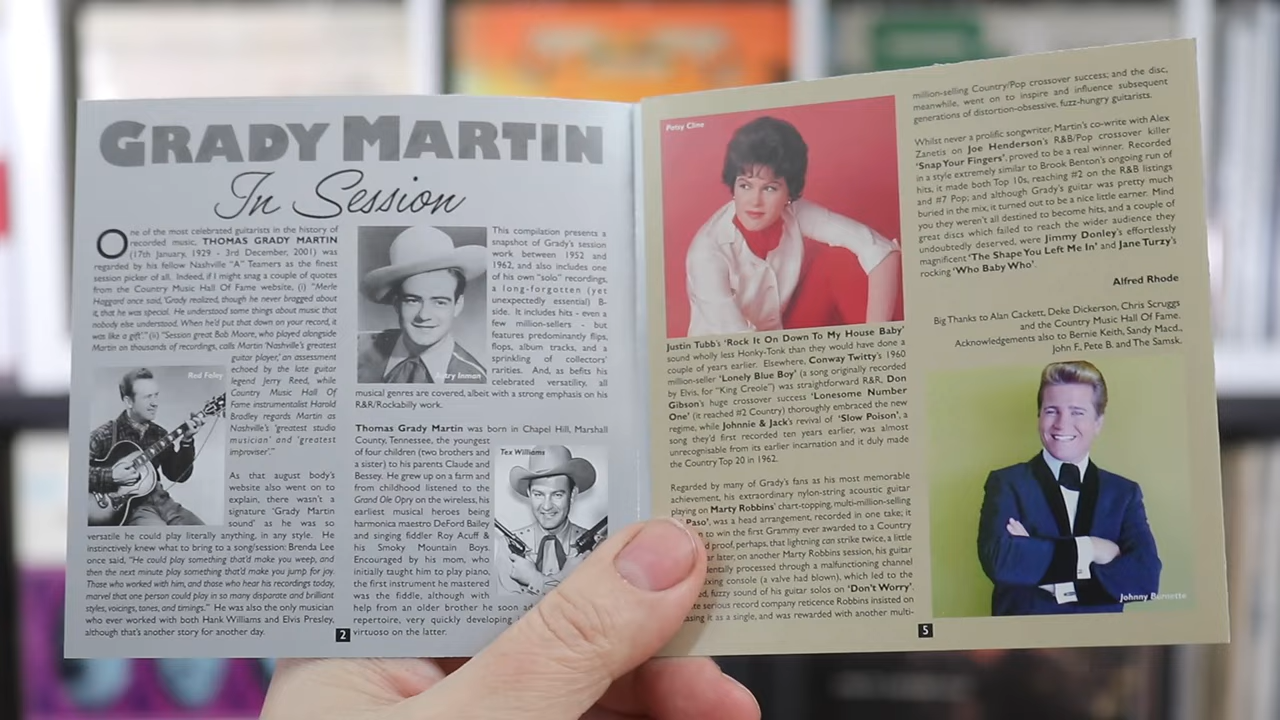 GRADY MARTIN
In Session
One of the most celebrated guitarists in the history of
recorded music, THOMAS GRADY MARTIN
(17th January, 1929 - 3rd December, 2001) was
regarded by his fellow Nashville "A" Teamers as the finest
session picker of all. Indeed, if I might snag a couple of quotes
from the Country Music Hall Of Fame website, (i) "Merle
Haggard once said, 'Grady realized, though he never bragged about
it, that he was special. He understood some things about music that
nobody else understood. When he'd put that down on your record, it
was like a gift'." (ii) "Session great Bob Moore, who played alongside
Martin on thousands of recordings, calls Martin 'Nashville's greatest
guitar player,' an assessment
echoed by the late guitar
legend Jerry Reed, while
Country Music Hall Of
Fame instrumentalist Harold
Bradley regards Martin as
Nashville's 'greatest studio
musician' and 'greatest
improviser'."
Red Foley
As that august body's
website also went on to
explain, there wasn't a
signature 'Grady Martin
sound' as he was so
versatile he could play literally anything, in any style. He
instinctively knew what to bring to a song/session: Brenda Lee
once said, "He could play something that'd make you weep, and
then the next minute play something that'd make you jump for joy.
Those who worked with him, and those who hear his recordings today,
marvel that one person could play in so many disparate and brilliant
styles, voicings, tones, and timings." He was also the only musician
who ever worked with both Hank Williams and Elvis Presley,
although that's another story for another day.
2
Autry Inman
This compilation presents a
snapshot of Grady's session
work between 1952 and
1962, and also includes one
of his own "solo" recordings,
a long-forgotten (yet
unexpectedly essential) B-
side. It includes hits - even a
few million-sellers - but
features predominantly flips,
flops, album tracks, and a
sprinkling of collectors'
rarities. And, as befits his
celebrated versatility, all
musical genres are covered, albeit with a strong emphasis on his
R&R/Rockabilly work.
Thomas Grady Martin was born in Chapel Hill, Marshall
County, Tennessee, the youngest
of four children (two brothers and
a sister) to his parents Claude and
Bessey. He grew up on a farm and
from childhood listened to the
Grand Ole Opry on the wireless, his
earliest musical heroes being
harmonica maestro DeFord Bailey
and singing fiddler Roy Acuff &
his Smoky Mountain Boys.
Encouraged by his mom, who
initially taught him to play piano,
the first instrument he mastered
was the fiddle, although with
help from an older brother he soon
repertoire, very quickly developing
virtuoso on the latter.
Tex Williams
Patsy Cline
Justin Tubb's 'Rock It On Down To My House Baby'
sound wholly less Honky-Tonk than they would have done a
couple of years earlier. Elsewhere, Conway Twitty's 1960
million-seller 'Lonely Blue Boy' (a song originally recorded
by Elvis, for "King Creole") was straightforward R&R, Don
Gibson's huge crossover success 'Lonesome Number
One' (it reached #2 Country) thoroughly embraced the new
regime, while Johnnie & Jack's revival of 'Slow Poison', a
song they'd first recorded ten years earlier, was almost
unrecognisable from its earlier incarnation and it duly made
the Country Top 20 in 1962.
Regarded by many of Grady's fans as his most memorable
achievement, his extraordinary nylon-string acoustic guitar
playing on Marty Robbins' chart-topping, multi-million-selling
Paso', was a head arrangement, recorded in one take; it
to win the first Grammy ever awarded to a Country
proof, perhaps, that lightning can strike twice, a little
later, on another Marty Robbins session, his guitar
processed through a malfunctioning channel
console (a valve had blown), which led to the
fuzzy sound of his guitar solos on 'Don't Worry'.
serious record company reticence Robbins insisted on
it as a single, and was rewarded with another multi-
5
million-selling Country/Pop crossover success; and the disc,
meanwhile, went on to inspire and influence subsequent
generations of distortion-obsessive, fuzz-hungry guitarists.
Whilst never a prolific songwriter, Martin's co-write with Alex
Zanetis on Joe Henderson's R&B/Pop crossover killer
'Snap Your Fingers', proved to be a real winner. Recorded
in a style extremely similar to Brook Benton's ongoing run of
hits, it made both Top 10s, reaching #2 on the R&B listings
and #7 Pop; and although Grady's guitar was pretty much
buried in the mix, it turned out to be a nice little earner. Mind
you they weren't all destined to become hits, and a couple of
great discs which failed to reach the wider audience they
undoubtedly deserved, were Jimmy Donley's effortlessly
magnificent 'The Shape You Left Me In' and Jane Turzy's
rocking 'Who Baby Who'.
Alfred Rhode
Big Thanks to Alan Cackett, Deke Dickerson, Chris Scruggs
and the Country Music Hall Of Fame.
Acknowledgements also to Bernie Keith, Sandy Macd.,
John F., Pete B. and The Samsk.
Johnny Burnette